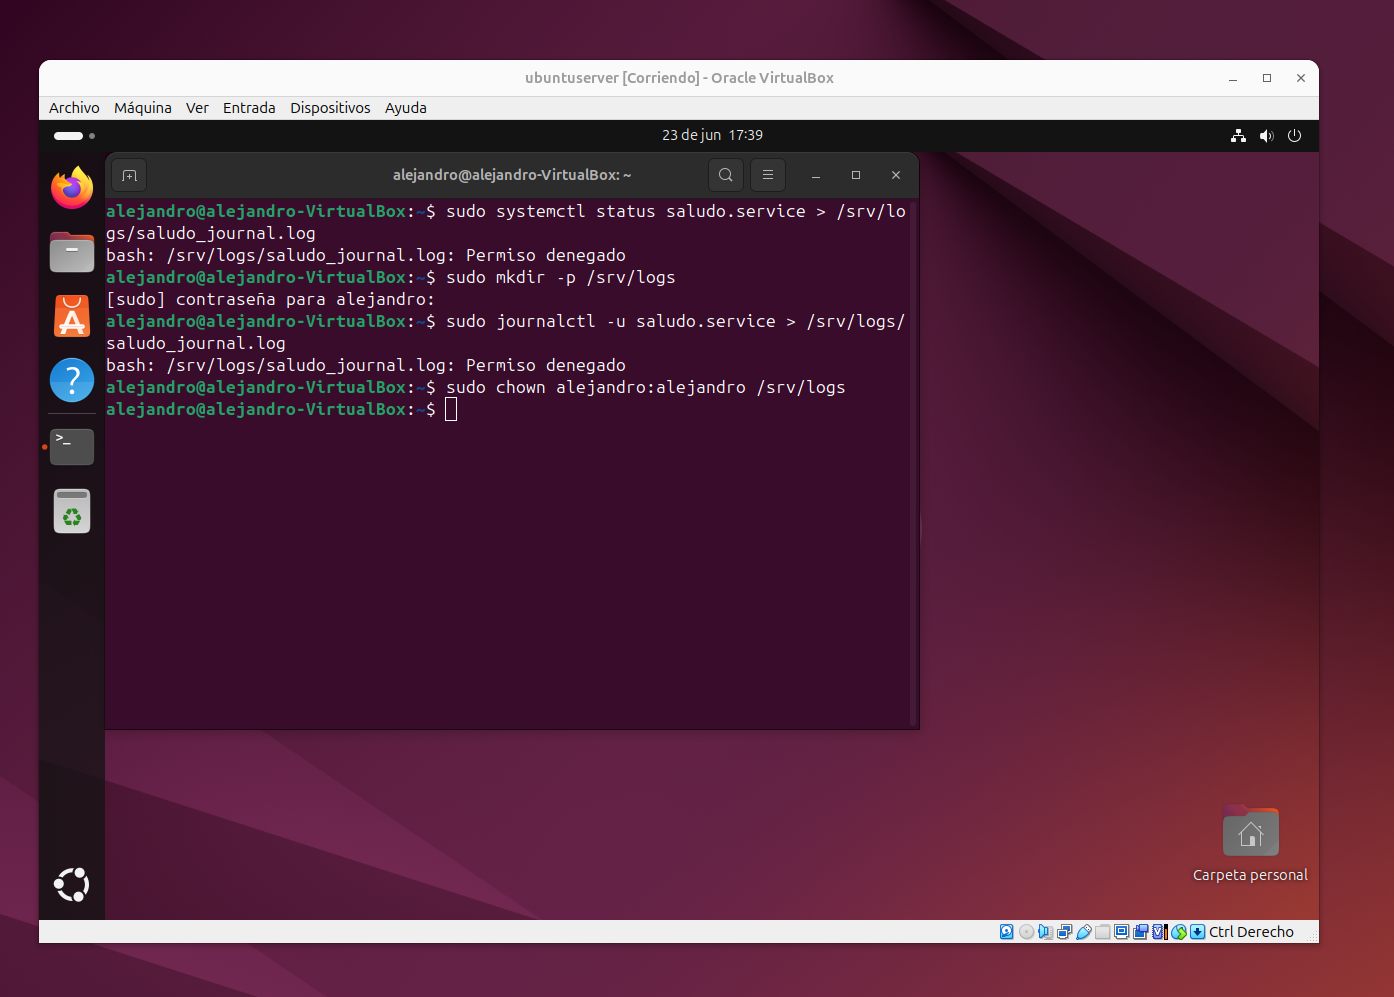 ubuntuserver [Corriendo] - Oracle VirtualBox
Archivo Máquina Ver Entrada Dispositivos Ayuda
23 de jun 17:39
alejandro@alejandro-VirtualBox: ~
alejandro@alejandro-VirtualBox:~$ sudo systemctl status saludo.service > /srv/lo
gs/saludo_journal.log
bash: /srv/logs/saludo_journal.log: Permiso denegado
alejandro@alejandro-VirtualBox:~$ sudo mkdir -p /srv/logs
[sudo] contraseña para alejandro:
alejandro@alejandro-VirtualBox:~$ sudo journalctl -u saludo.service > /srv/logs/
saludo_journal.log
bash: /srv/logs/saludo_journal.log: Permiso denegado
alejandro@alejandro-VirtualBox:~$ sudo chown alejandro:alejandro /srv/logs
alejandro@alejandro-VirtualBox:~$
Carpeta personal
Ctrl Derecho